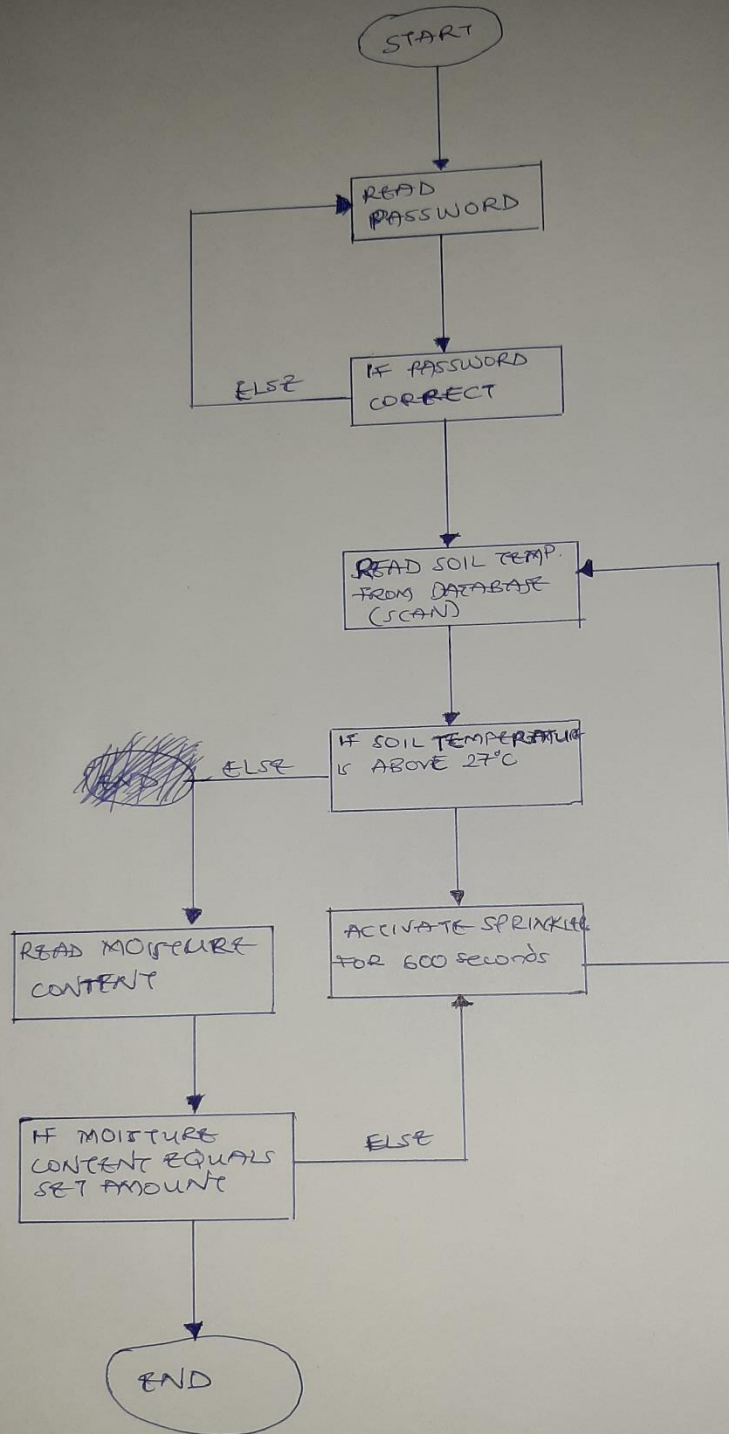 START
READ
PASSWORD
IF PASSWORD
CORRECT
ELSE
READ SOIL TEMP.
FROM DATABASE
(SCAN)
IF SOIL TEMPERATURE
IS ABOVE 27°C
ELSE
READ MOISTURE
CONTENT
ACTIVATE SPRINKLER
FOR 600 seconds
IF MOISTURE
CONTENT EQUALS
SET AMOUNT
ELSE
END